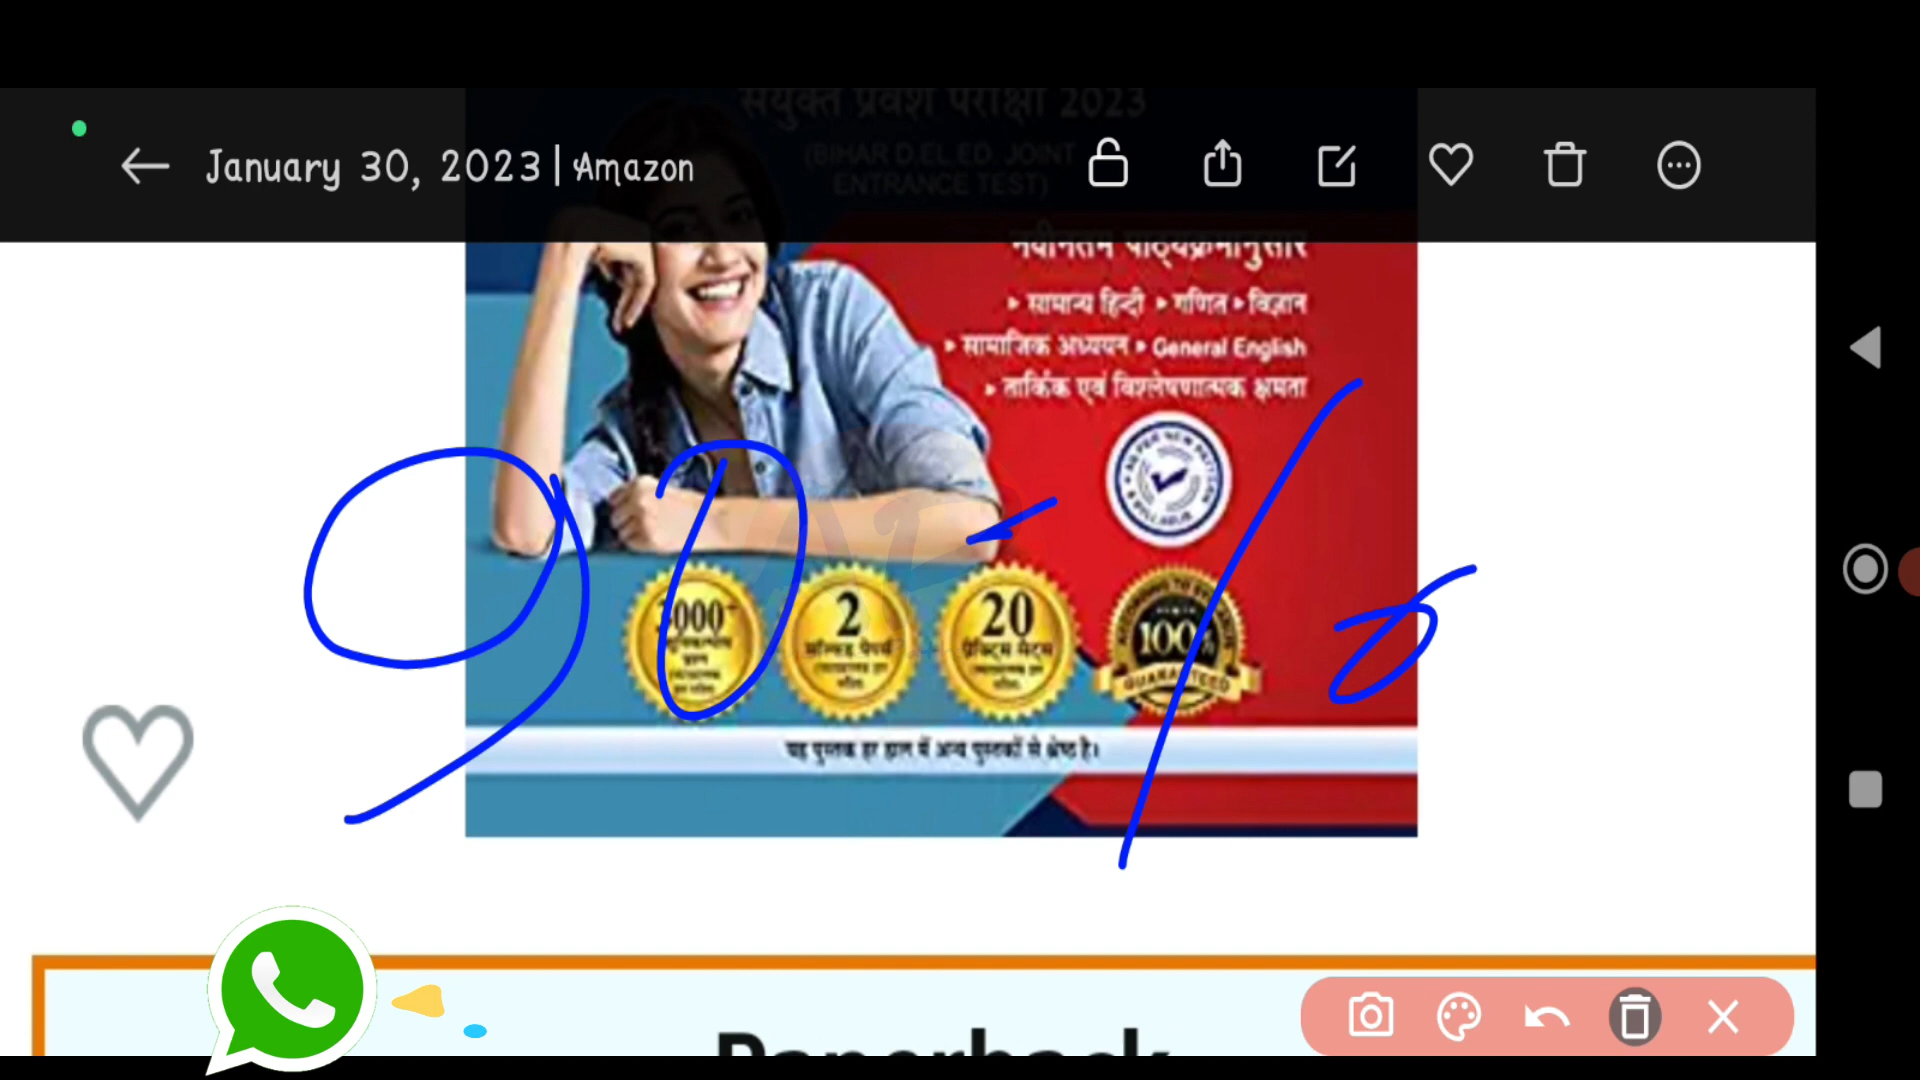 संयुक्त प्रवेश परीक्षा 2023
(BIHAR D.EL.ED. JOINT
ENTRANCE TEST)
January 30, 2023 | Amazon
नवीनतम पाठ्यक्रमानुसार
▸ सामान्य हिन्दी ▸ गणित ▸ विज्ञान
▸ सामाजिक अध्ययन ▸ General English
▸ तार्किक एवं विश्लेषणात्मक क्षमता
2
20
प्रैक्टिस सेट्स
100%
GUARANTEED
यह पुस्तक हर हाल में अन्य पुस्तकों से श्रेष्ठ है।
Paperback